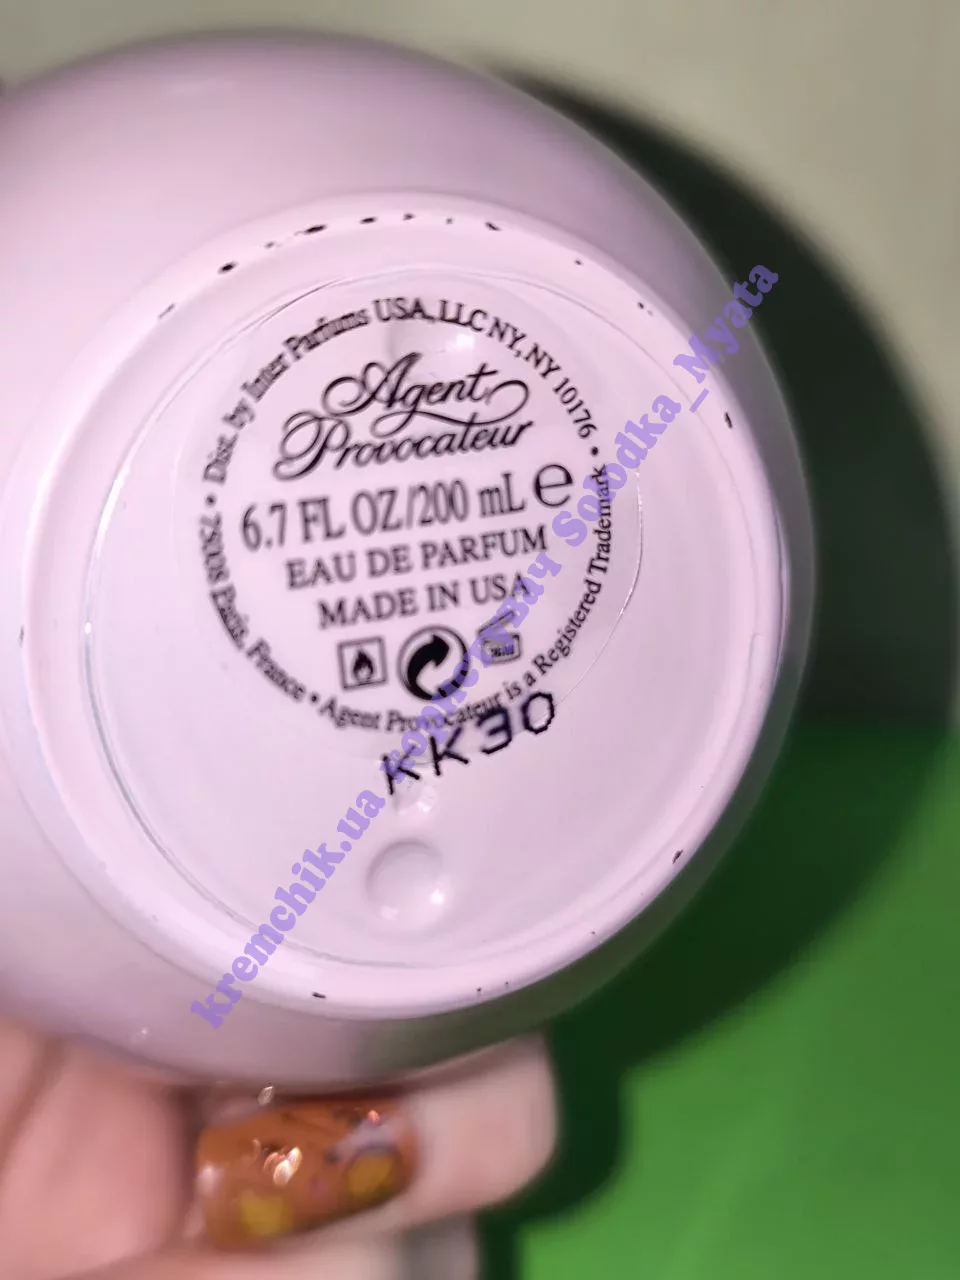 • Dist. by Inter Parfums USA, LLC NY, NY 10176 •
Agent
Provocateur
6.7 FL OZ/200 mL e
EAU DE PARFUM
MADE IN USA
75008 Paris, France • Agent Provocateur is a Registered Trademark
KK30
kremchik.ua користувач Solodka_Myata